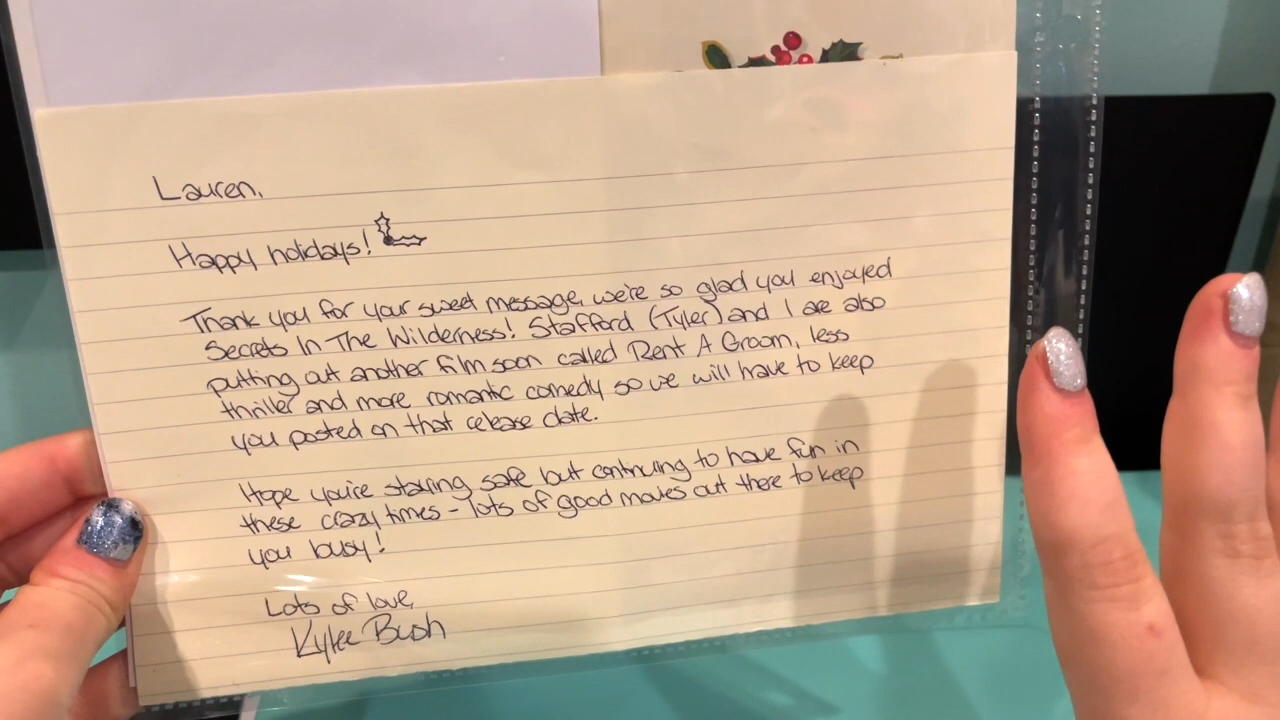 Lauren,
Happy holidays!
Thank you for your sweet message, we're so glad you enjoyed
Secrets In The Wilderness! Stafford (Tyler) and I are also
putting out another film soon called Rent A Groom, less
thriller and more romantic comedy so we will have to keep
you posted on that release date.
Hope you're staying safe but continuing to have fun in
these crazy times - lots of good movies out there to keep
you busy!
Lots of love,
Kylee Bush